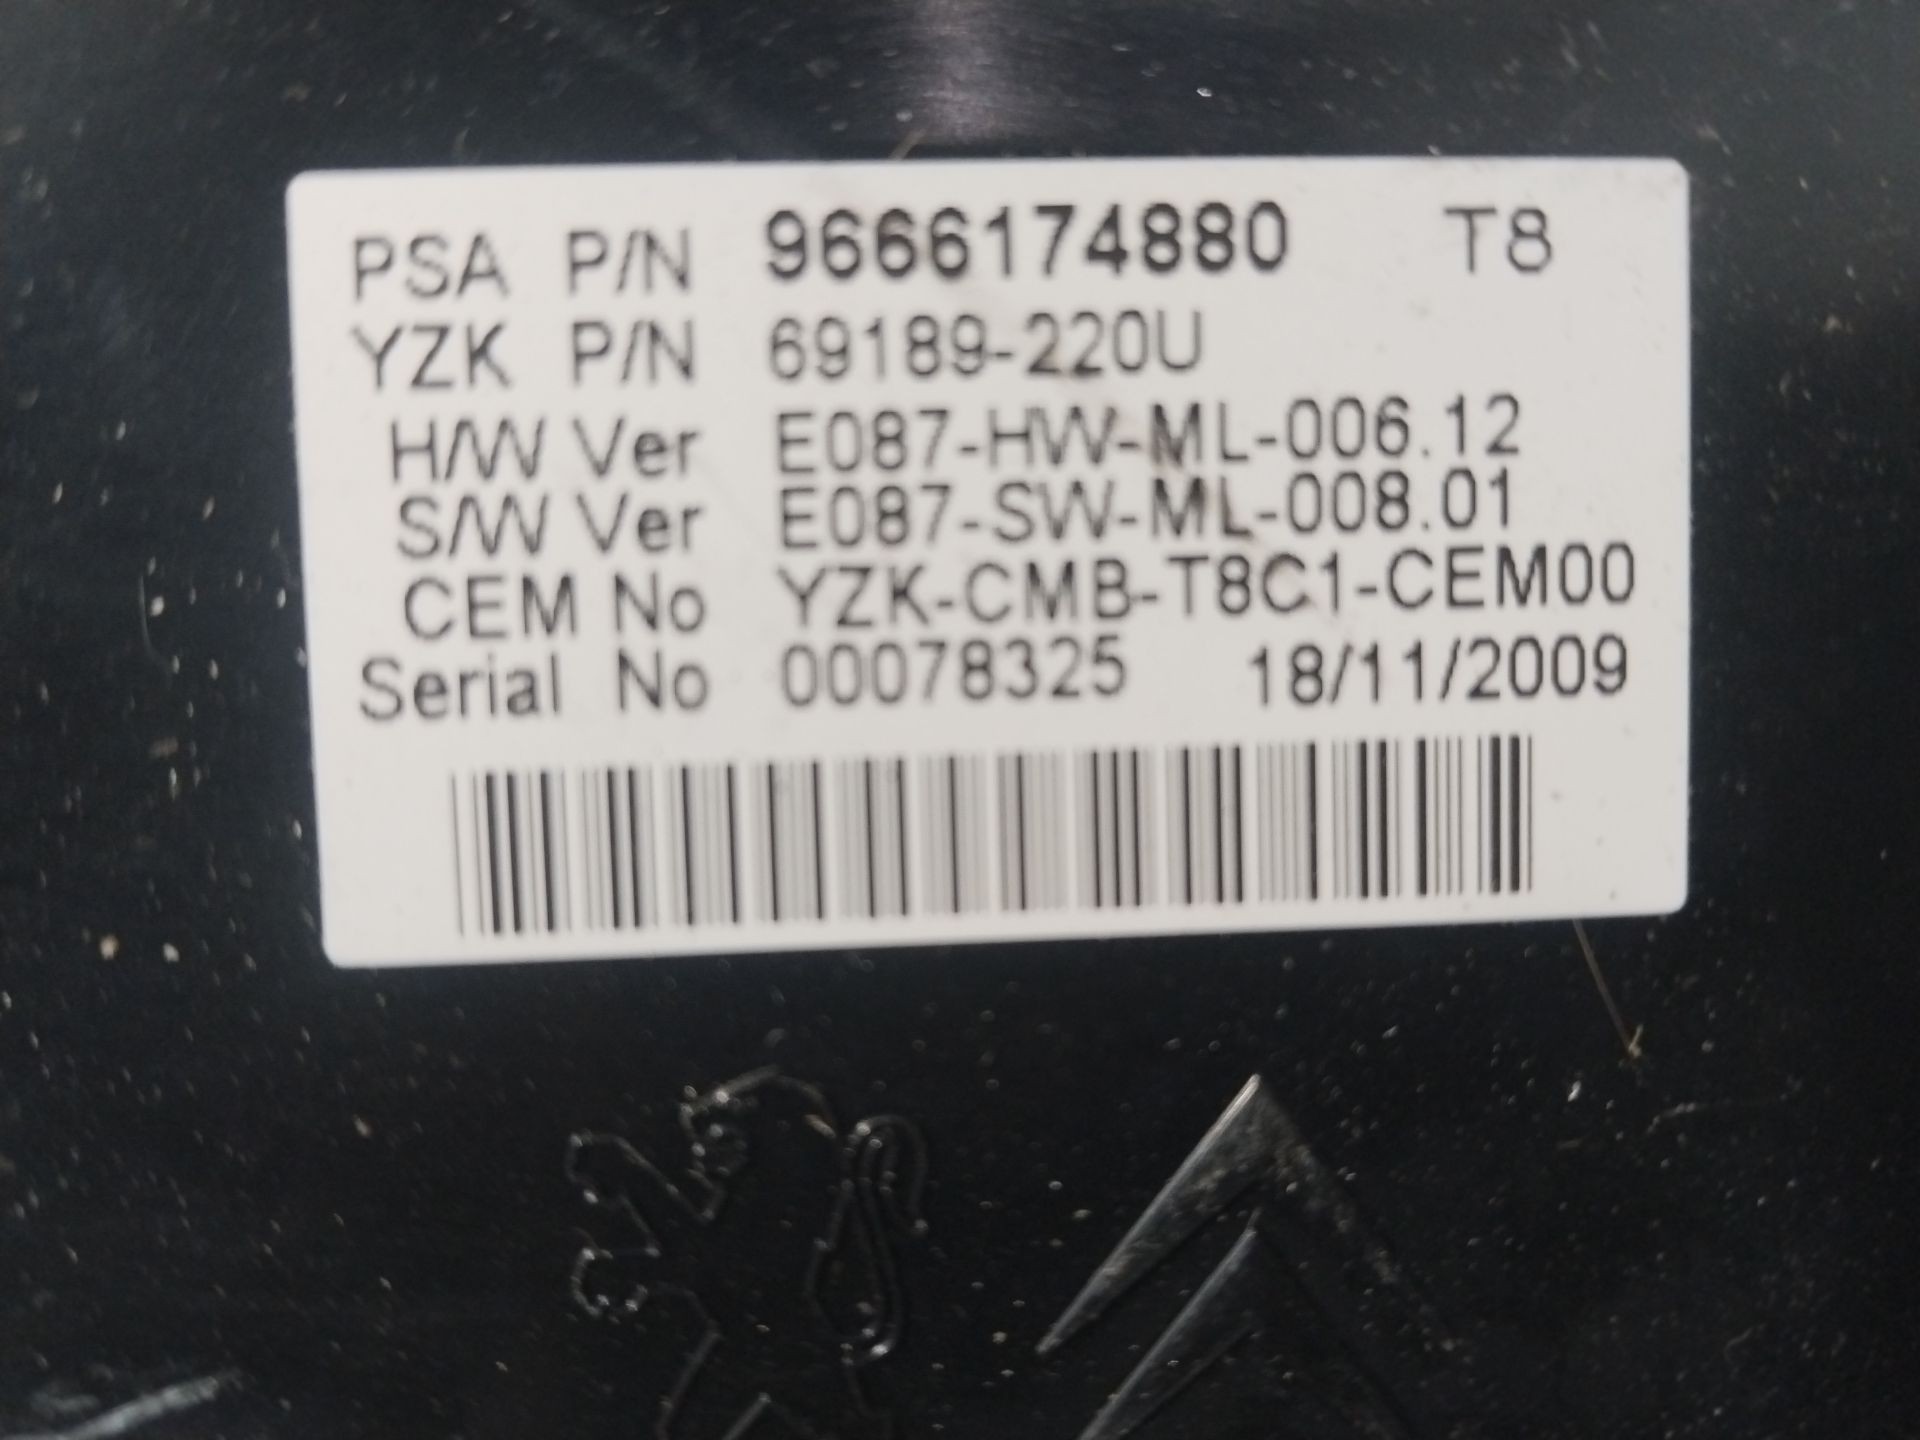 PSA P/N 9666174880 T8
YZK P/N 69189-220U
H/W Ver E087-HW-ML-006.12
S/W Ver E087-SW-ML-008.01
CEM No YZK-CMB-T8C1-CEM00
Serial No 00078325 18/11/2009